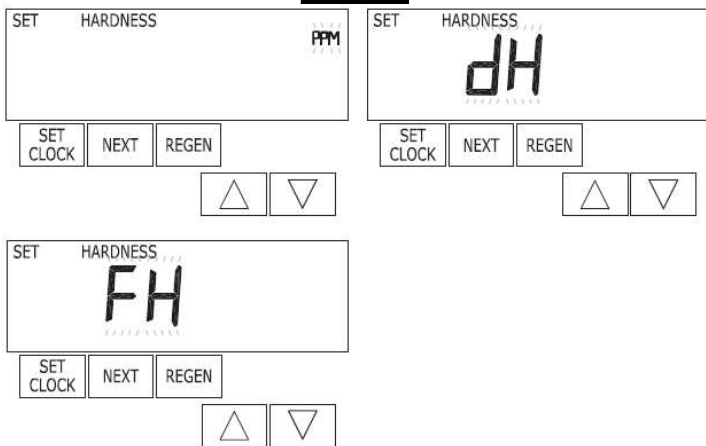 SET HARDNESS
PPM
SET CLOCK
NEXT
REGEN
SET HARDNESS
dH
SET CLOCK
NEXT
REGEN
SET HARDNESS
FH
SET CLOCK
NEXT
REGEN